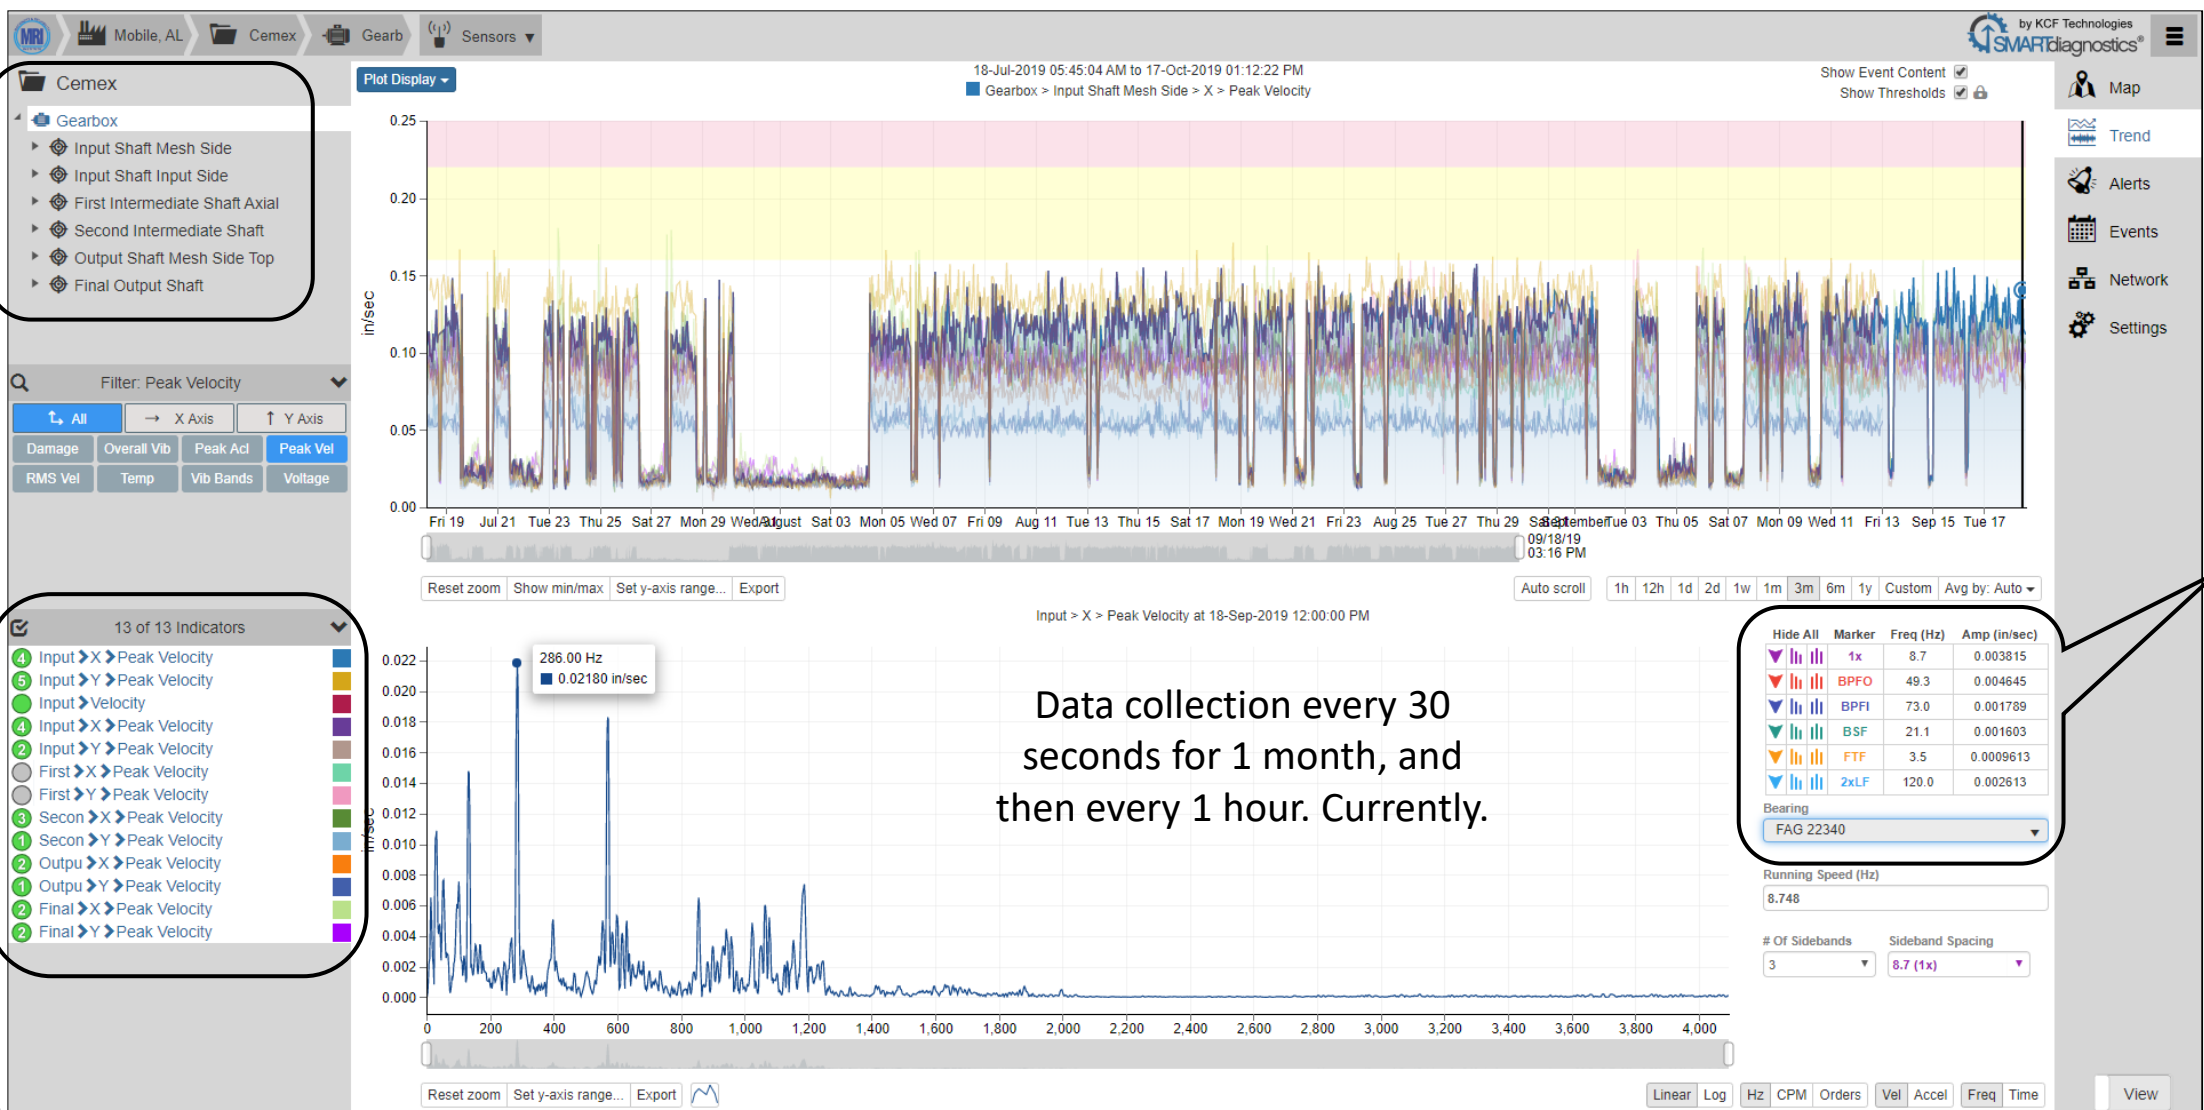 MRI
Mobile, AL
Cemex
Gearb
Sensors ▼
by KCF Technologies
SMARTdiagnostics®
Cemex
Gearbox
Input Shaft Mesh Side
Input Shaft Input Side
First Intermediate Shaft Axial
Second Intermediate Shaft
Output Shaft Mesh Side Top
Final Output Shaft
Filter: Peak Velocity
All → X Axis ↑ Y Axis
Damage Overall Vib Peak Acl Peak Vel
RMS Vel Temp Vib Bands Voltage
13 of 13 Indicators
4 Input > X > Peak Velocity
5 Input > Y > Peak Velocity
Input > Velocity
4 Input > X > Peak Velocity
2 Input > Y > Peak Velocity
First > X > Peak Velocity
First > Y > Peak Velocity
3 Secon > X > Peak Velocity
1 Secon > Y > Peak Velocity
2 Outpu > X > Peak Velocity
1 Outpu > Y > Peak Velocity
2 Final > X > Peak Velocity
2 Final > Y > Peak Velocity
Plot Display
18-Jul-2019 05:45:04 AM to 17-Oct-2019 01:12:22 PM
Gearbox > Input Shaft Mesh Side > X > Peak Velocity
Show Event Content
Show Thresholds
0.25
0.20
0.15
0.10
0.05
0.00
in/sec
Fri 19 Jul 21 Tue 23 Thu 25 Sat 27 Mon 29 Wed August Sat 03 Mon 05 Wed 07 Fri 09 Aug 11 Tue 13 Thu 15 Sat 17 Mon 19 Wed 21 Fri 23 Aug 25 Tue 27 Thu 29 September Tue 03 Thu 05 Sat 07 Mon 09 Wed 11 Fri 13 Sep 15 Tue 17
09/18/19
03:16 PM
Reset zoom Show min/max Set y-axis range... Export
Auto scroll 1h 12h 1d 2d 1w 1m 3m 6m 1y Custom Avg by: Auto
Input > X > Peak Velocity at 18-Sep-2019 12:00:00 PM
0.022
0.020
0.018
0.016
0.014
0.012
0.010
0.008
0.006
0.004
0.002
0.000
in/sec
286.00 Hz
0.02180 in/sec
Data collection every 30
seconds for 1 month, and
then every 1 hour. Currently.
0 200 400 600 800 1,000 1,200 1,400 1,600 1,800 2,000 2,200 2,400 2,600 2,800 3,000 3,200 3,400 3,600 3,800 4,000
Hide All Marker Freq (Hz) Amp (in/sec)
1x 8.7 0.003815
BPFO 49.3 0.004645
BPFI 73.0 0.001789
BSF 21.1 0.001603
FTF 3.5 0.0009613
2xLF 120.0 0.002613
Bearing
FAG 22340
Running Speed (Hz)
8.748
# Of Sidebands Sideband Spacing
3 8.7 (1x)
Reset zoom Set y-axis range... Export
Linear Log Hz CPM Orders Vel Accel Freq Time
Map
Trend
Alerts
Events
Network
Settings
View